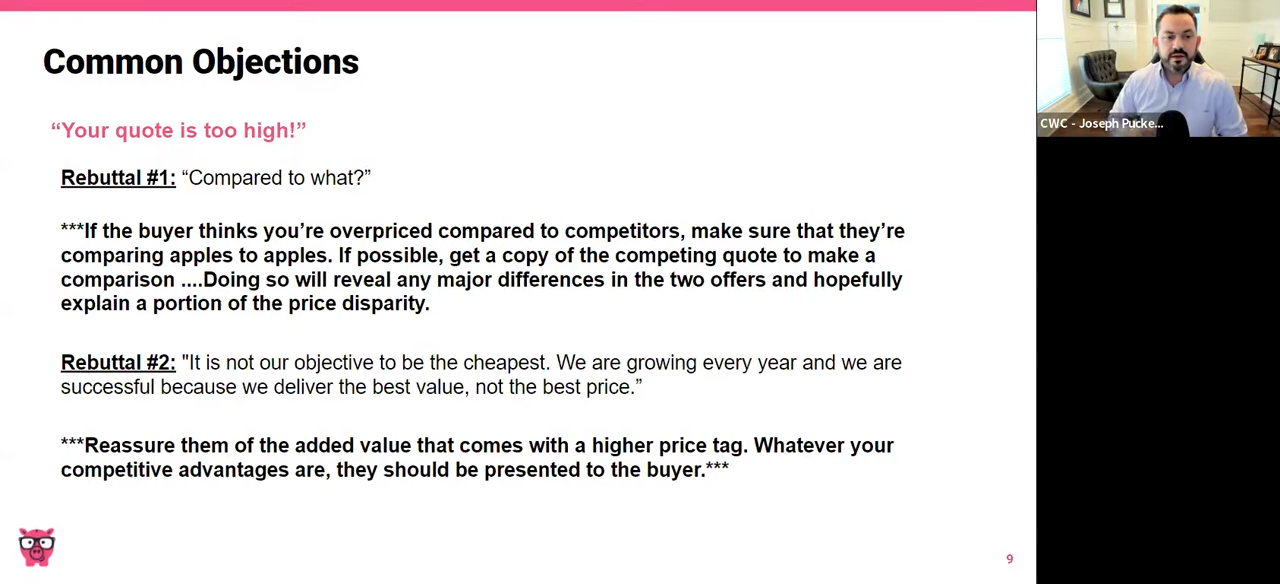 Common Objections
“Your quote is too high!”
Rebuttal #1: “Compared to what?”
***If the buyer thinks you’re overpriced compared to competitors, make sure that they’re
comparing apples to apples. If possible, get a copy of the competing quote to make a
comparison ....Doing so will reveal any major differences in the two offers and hopefully
explain a portion of the price disparity.
Rebuttal #2: "It is not our objective to be the cheapest. We are growing every year and we are
successful because we deliver the best value, not the best price.”
***Reassure them of the added value that comes with a higher price tag. Whatever your
competitive advantages are, they should be presented to the buyer.***
9
CWC - Joseph Pucke...